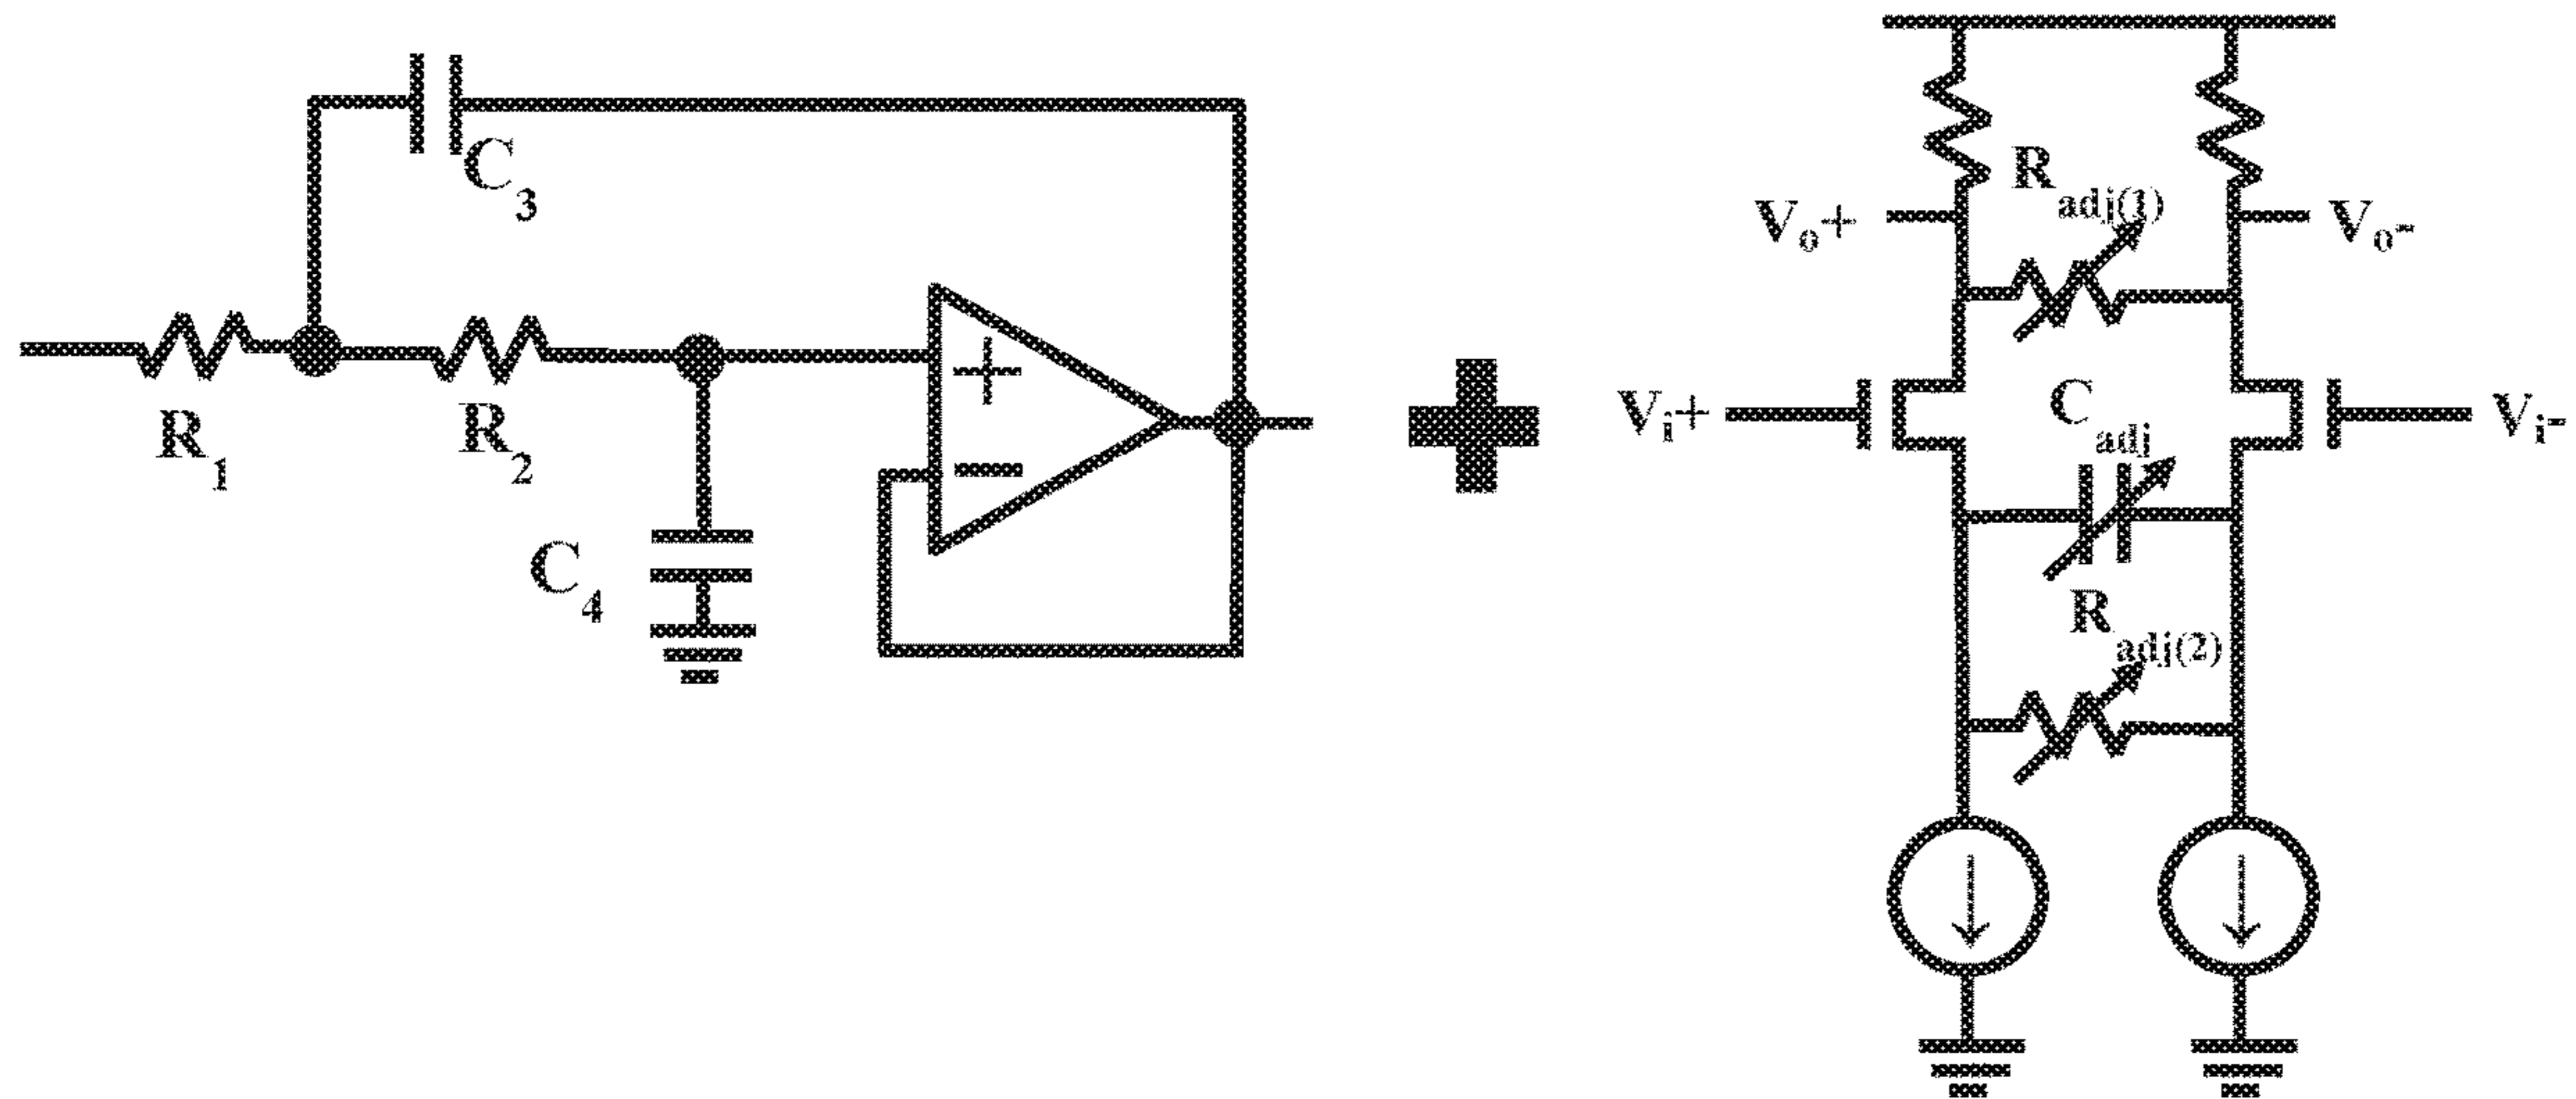 C3
R1
R2
C4
+
−
Radj(1)
Vo+
Vo-
Vi+
Cadj
Vi-
Radj(2)